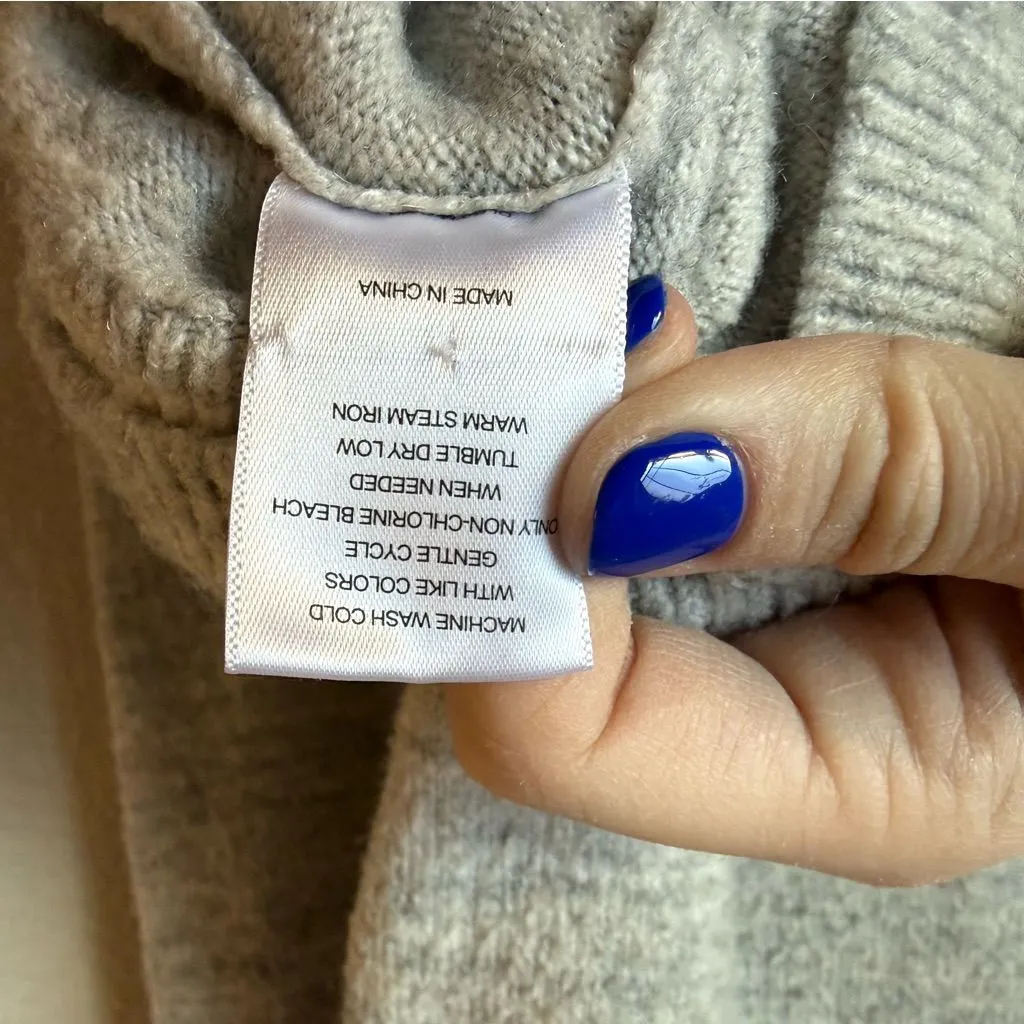 MACHINE WASH COLD
WITH LIKE COLORS
GENTLE CYCLE
ONLY NON-CHLORINE BLEACH
WHEN NEEDED
TUMBLE DRY LOW
WARM STEAM IRON
MADE IN CHINA